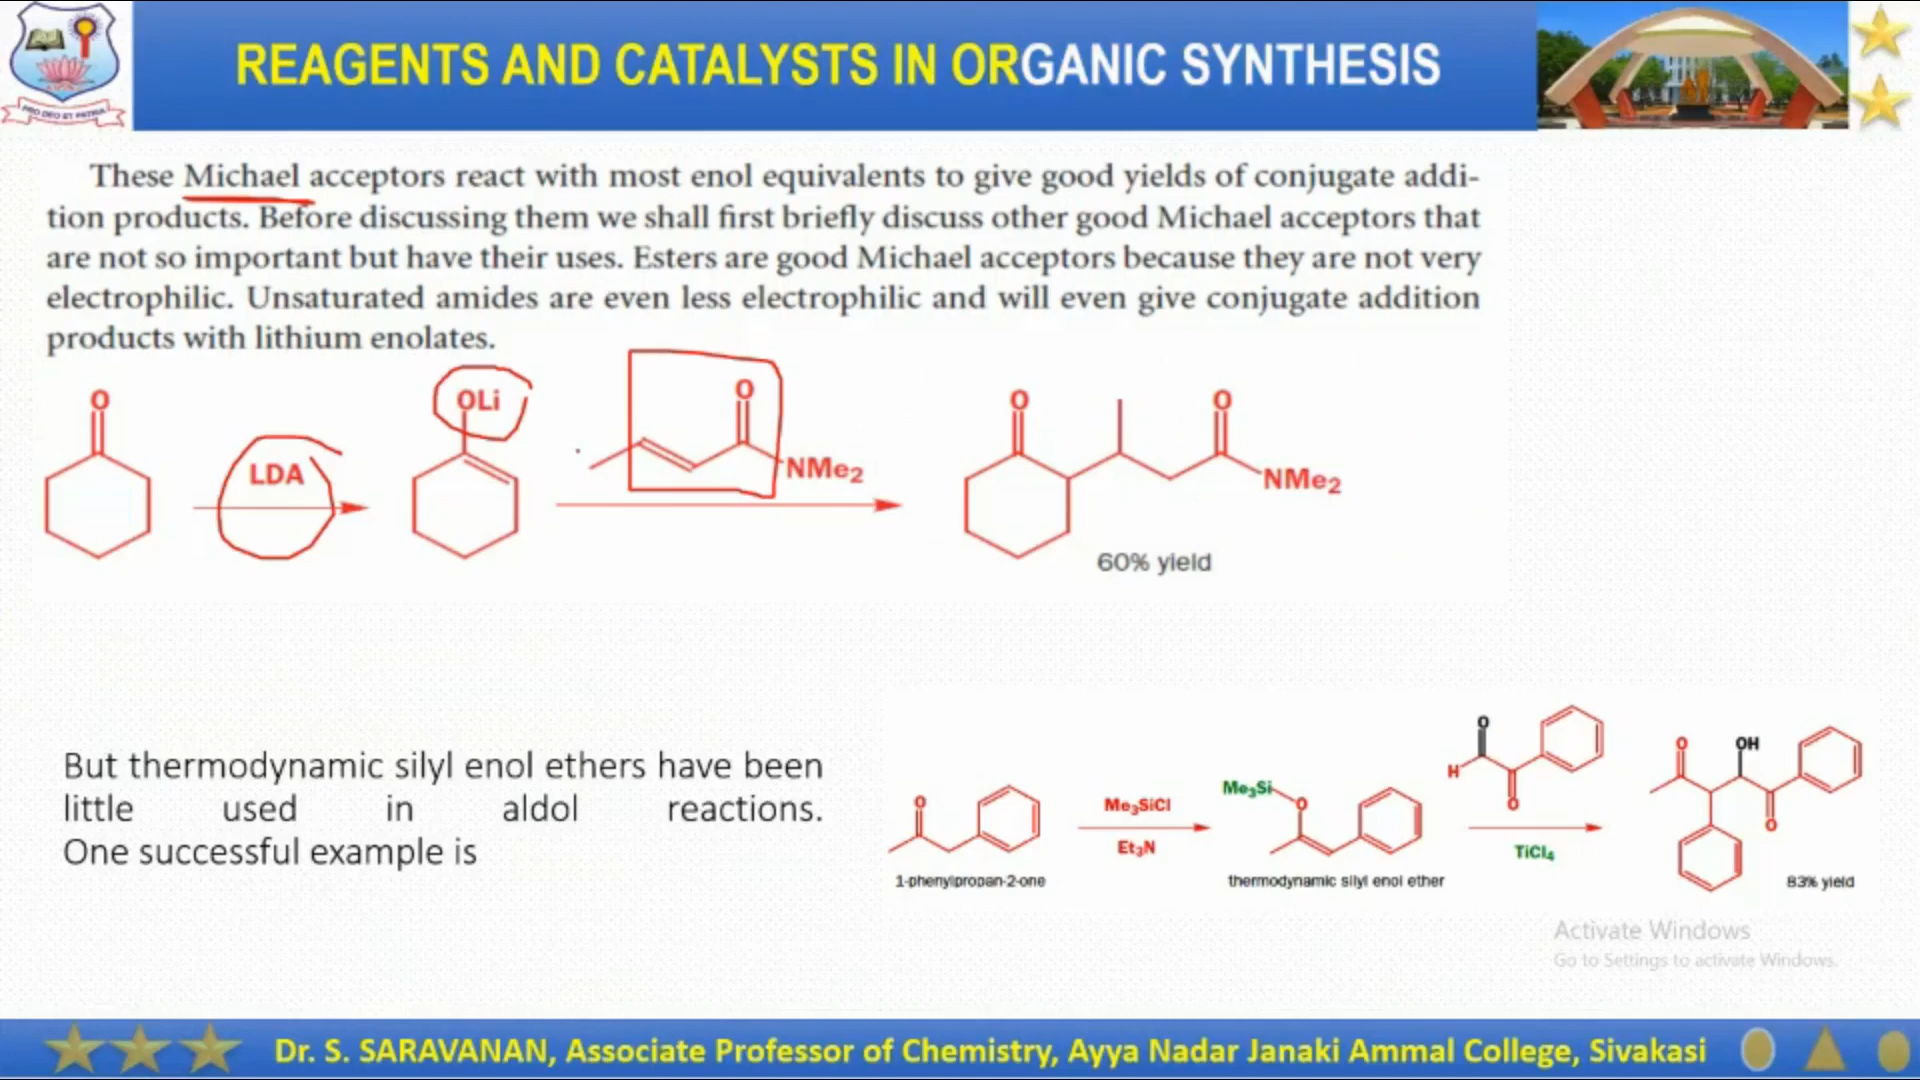 REAGENTS AND CATALYSTS IN ORGANIC SYNTHESIS
PRO DEO ET PATRIA
These Michael acceptors react with most enol equivalents to give good yields of conjugate addi-
tion products. Before discussing them we shall first briefly discuss other good Michael acceptors that
are not so important but have their uses. Esters are good Michael acceptors because they are not very
electrophilic. Unsaturated amides are even less electrophilic and will even give conjugate addition
products with lithium enolates.
O
LDA
OLi
O
NMe2
O
O
NMe2
60% yield
But thermodynamic silyl enol ethers have been
little used in aldol reactions.
One successful example is
O
1-phenylpropan-2-one
Me3SiCl
Et3N
Me3Si
O
thermodynamic silyl enol ether
O
H
O
TiCl4
O
OH
O
83% yield
Activate Windows
Go to Settings to activate Windows.
Dr. S. SARAVANAN, Associate Professor of Chemistry, Ayya Nadar Janaki Ammal College, Sivakasi